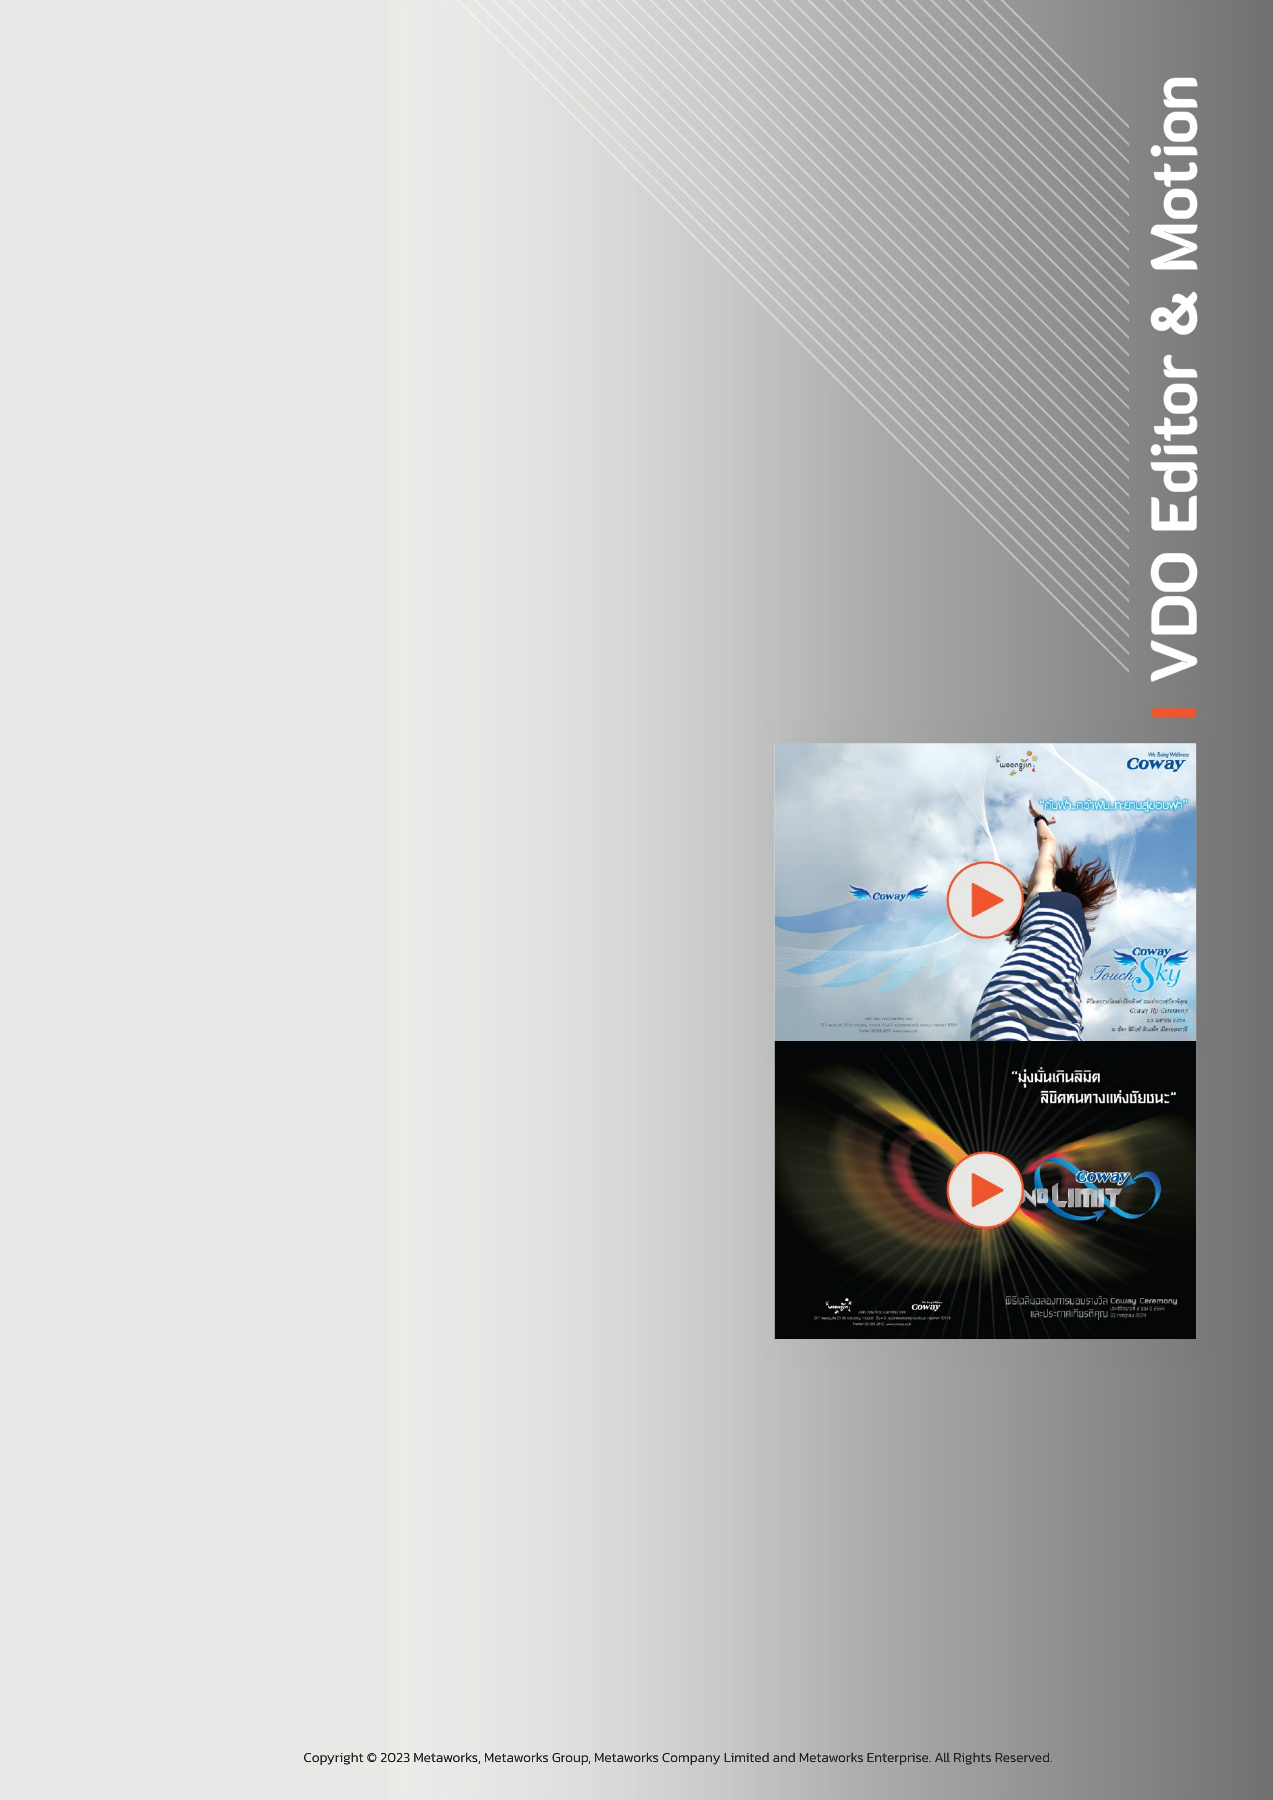 VDO Editor & Motion
woongjin
We Bring Wellness
Coway
"ค้นฟ้า..คว้าฝัน..ทะยานสู่ขอบฟ้า"
Coway
Coway
Touch Sky
Coway Hp Ceremony
"มุ่งมั่นเกินลิมิต
ลิขิตหนทางแห่งชัยชนะ"
Coway
NO LIMIT
woongjin
coway
พิธีเฉลิมฉลองการมอบรางวัล Coway Ceremony
และประกาศเกียรติคุณ
Copyright © 2023 Metaworks, Metaworks Group, Metaworks Company Limited and Metaworks Enterprise. All Rights Reserved.